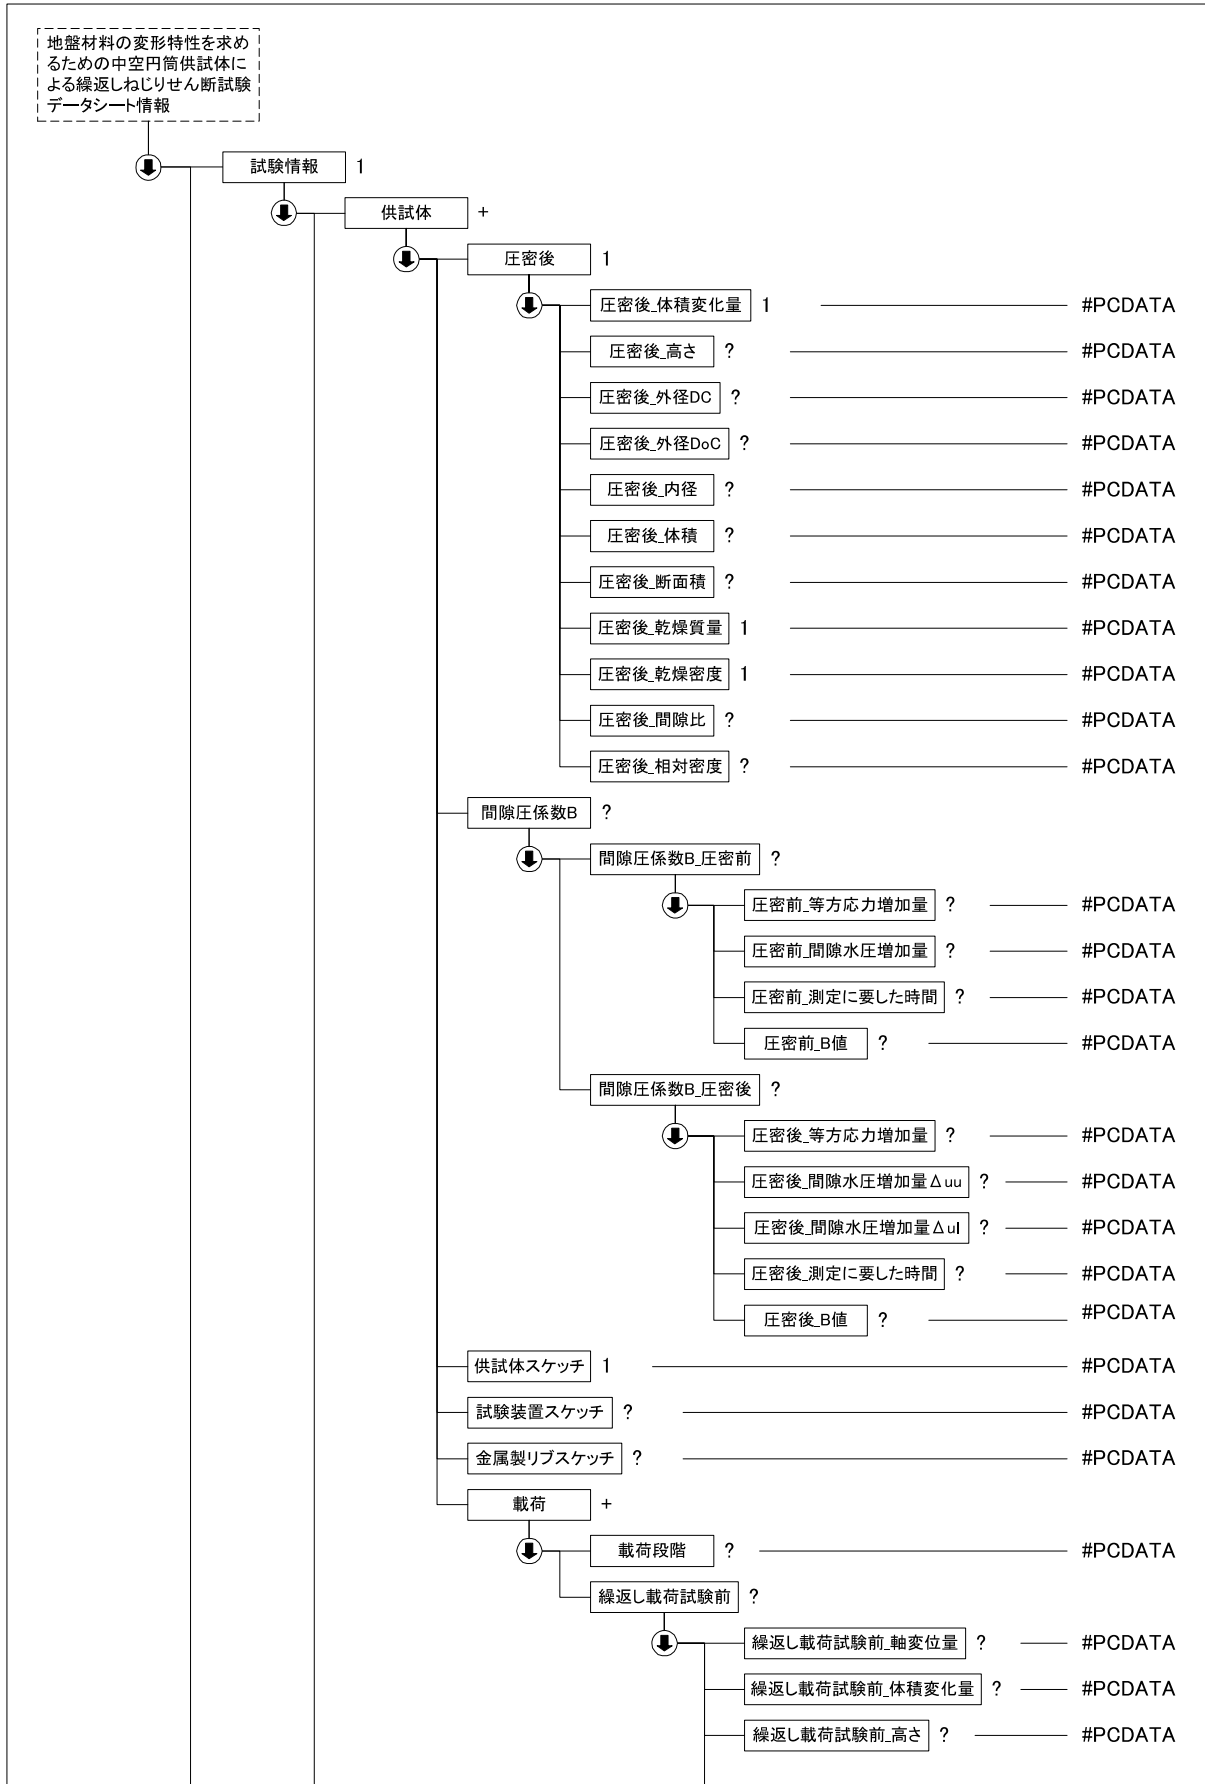 地盤材料の変形特性を求め
るための中空円筒供試体に
よる繰返しねじりせん断試験
データシート情報
試験情報 1
供試体 +
圧密後 1
圧密後_体積変化量 1 #PCDATA
圧密後_高さ ? #PCDATA
圧密後_外径DC ? #PCDATA
圧密後_外径DoC ? #PCDATA
圧密後_内径 ? #PCDATA
圧密後_体積 ? #PCDATA
圧密後_断面積 ? #PCDATA
圧密後_乾燥質量 1 #PCDATA
圧密後_乾燥密度 1 #PCDATA
圧密後_間隙比 ? #PCDATA
圧密後_相対密度 ? #PCDATA
間隙圧係数B ?
間隙圧係数B_圧密前 ?
圧密前_等方応力増加量 ? #PCDATA
圧密前_間隙水圧増加量 ? #PCDATA
圧密前_測定に要した時間 ? #PCDATA
圧密前_B値 ? #PCDATA
間隙圧係数B_圧密後 ?
圧密後_等方応力増加量 ? #PCDATA
圧密後_間隙水圧増加量Δuu ? #PCDATA
圧密後_間隙水圧増加量Δul ? #PCDATA
圧密後_測定に要した時間 ? #PCDATA
圧密後_B値 ? #PCDATA
供試体スケッチ 1 #PCDATA
試験装置スケッチ ? #PCDATA
金属製リブスケッチ ? #PCDATA
載荷 +
載荷段階 ? #PCDATA
繰返し載荷試験前 ?
繰返し載荷試験前_軸変位量 ? #PCDATA
繰返し載荷試験前_体積変化量 ? #PCDATA
繰返し載荷試験前_高さ ? #PCDATA